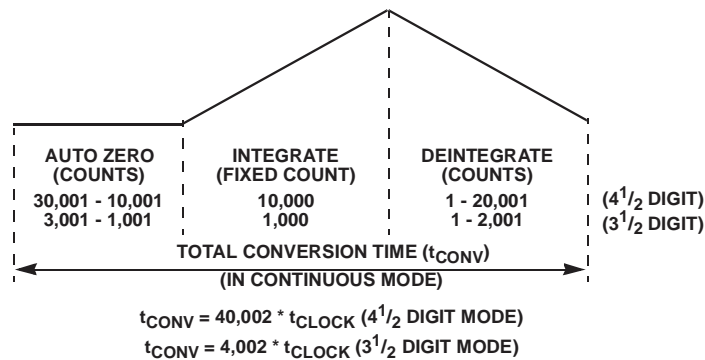 AUTO ZERO
(COUNTS)
30,001 - 10,001
3,001 - 1,001
INTEGRATE
(FIXED COUNT)
10,000
1,000
DEINTEGRATE
(COUNTS)
1 - 20,001
1 - 2,001
(4 1/2 DIGIT)
(3 1/2 DIGIT)
TOTAL CONVERSION TIME (tCONV)
(IN CONTINUOUS MODE)
tCONV = 40,002 * tCLOCK (4 1/2 DIGIT MODE)
tCONV = 4,002 * tCLOCK (3 1/2 DIGIT MODE)